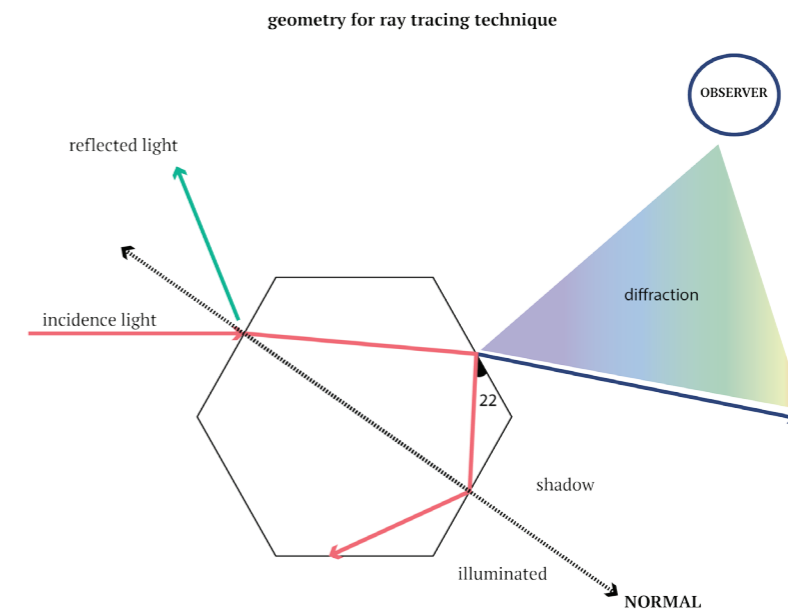 geometry for ray tracing technique
OBSERVER
reflected light
diffraction
incidence light
22
shadow
illuminated
NORMAL